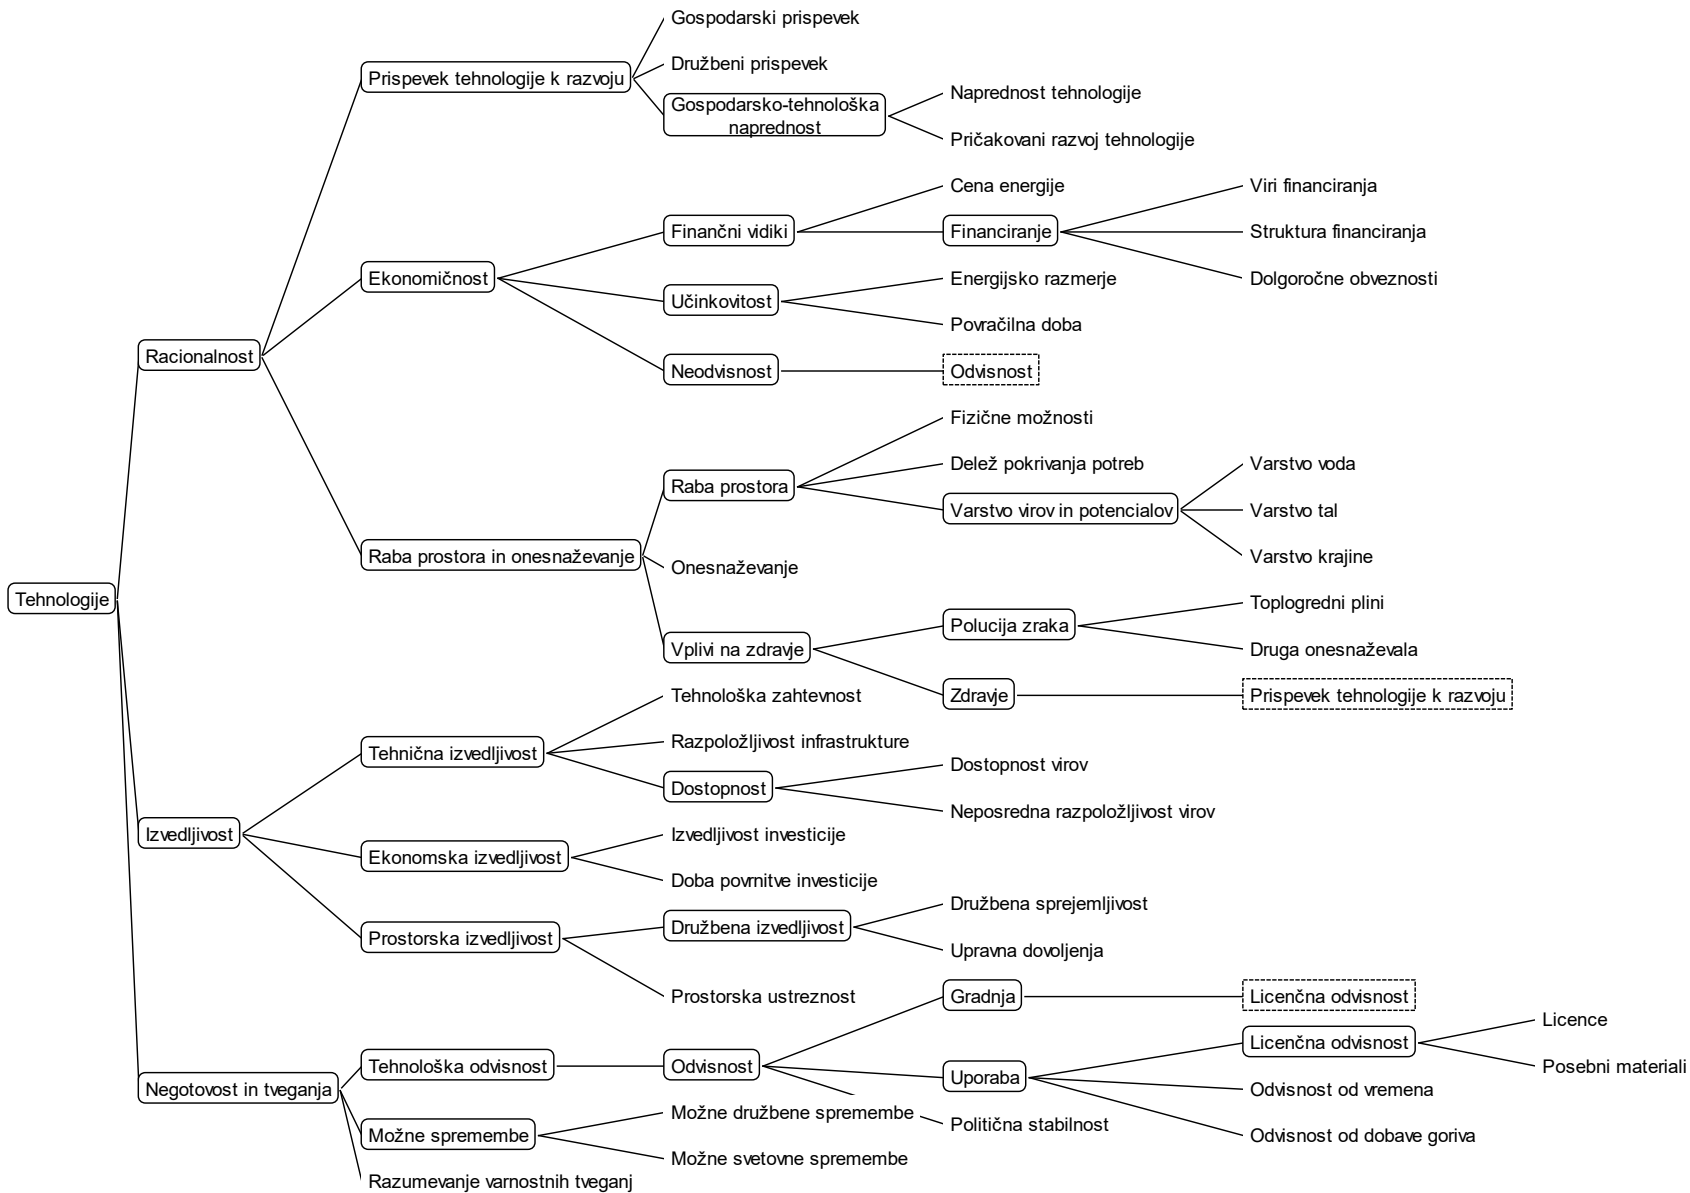 Gospodarski prispevek
Družbeni prispevek
Prispevek tehnologije k razvoju
Naprednost tehnologije
Gospodarsko-tehnološka
naprednost
Pričakovani razvoj tehnologije
Cena energije
Viri financiranja
Finančni vidiki
Financiranje
Struktura financiranja
Ekonomičnost
Energijsko razmerje
Dolgoročne obveznosti
Učinkovitost
Povračilna doba
Racionalnost
Neodvisnost
Odvisnost
Fizične možnosti
Delež pokrivanja potreb
Varstvo voda
Raba prostora
Varstvo virov in potencialov
Varstvo tal
Raba prostora in onesnaževanje
Varstvo krajine
Onesnaževanje
Tehnologije
Toplogredni plini
Polucija zraka
Vplivi na zdravje
Druga onesnaževala
Tehnološka zahtevnost
Zdravje
Prispevek tehnologije k razvoju
Razpoložljivost infrastrukture
Tehnična izvedljivost
Dostopnost virov
Dostopnost
Neposredna razpoložljivost virov
Izvedljivost
Izvedljivost investicije
Ekonomska izvedljivost
Doba povrnitve investicije
Družbena sprejemljivost
Prostorska izvedljivost
Družbena izvedljivost
Upravna dovoljenja
Prostorska ustreznost
Gradnja
Licenčna odvisnost
Licence
Licenčna odvisnost
Tehnološka odvisnost
Odvisnost
Posebni materiali
Uporaba
Negotovost in tveganja
Odvisnost od vremena
Možne družbene spremembe
Politična stabilnost
Možne spremembe
Odvisnost od dobave goriva
Možne svetovne spremembe
Razumevanje varnostnih tveganj